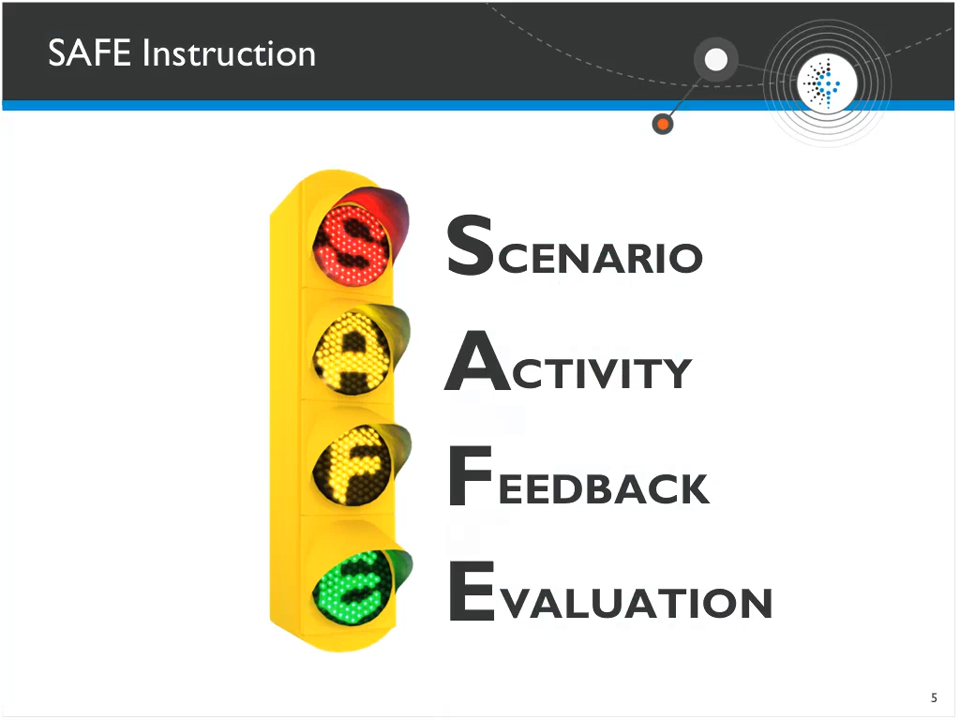 SAFE Instruction
S
SCENARIO
A
ACTIVITY
F
FEEDBACK
E
EVALUATION
5